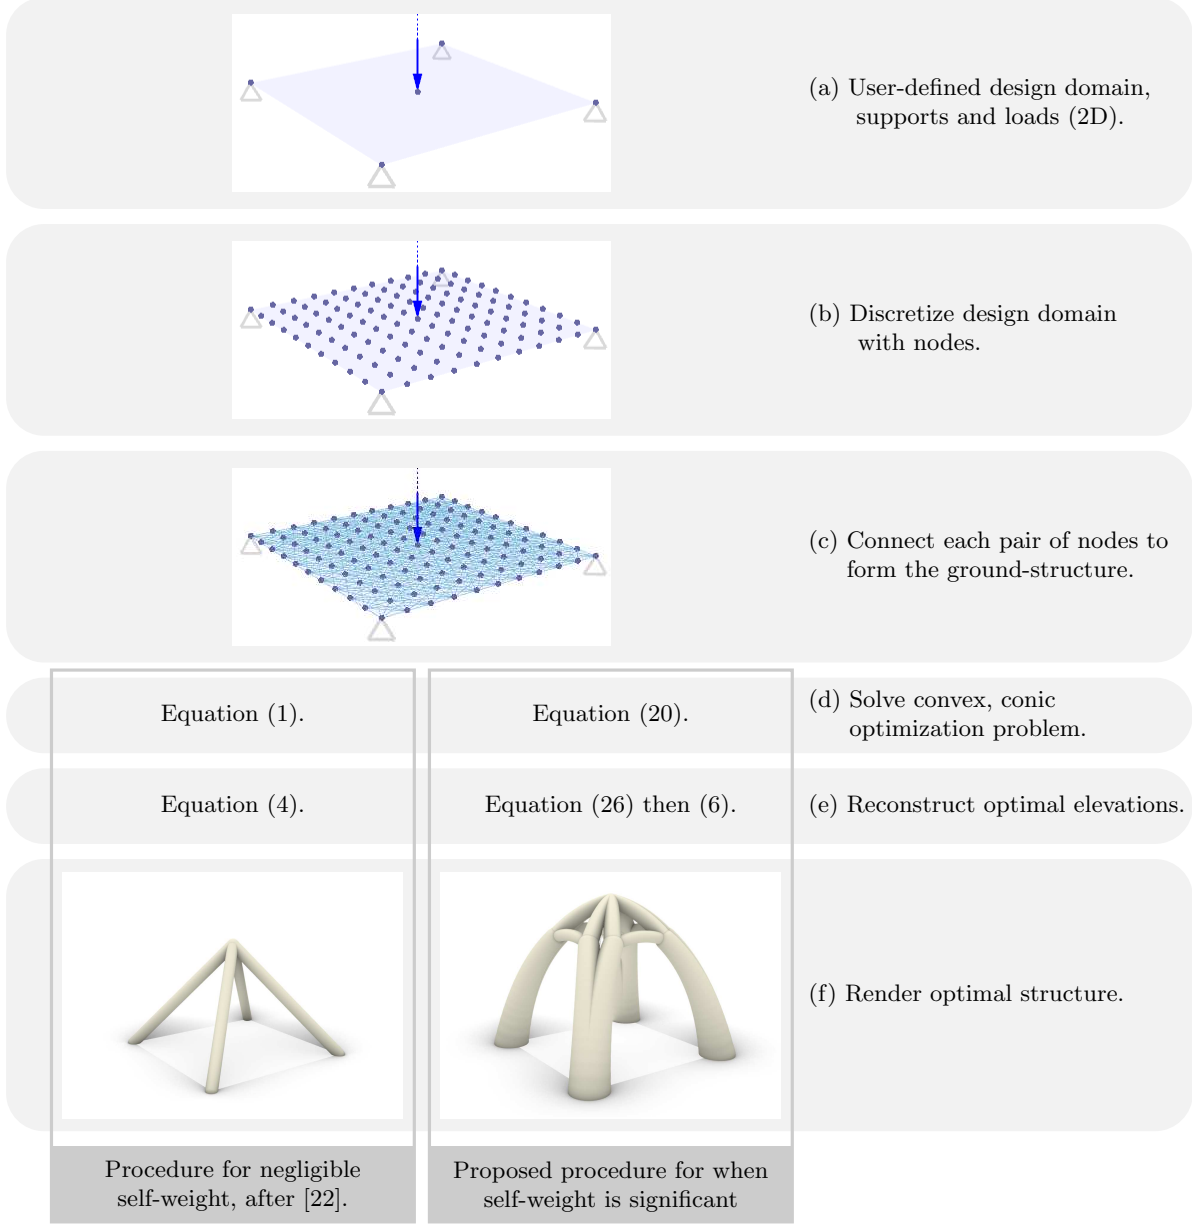 (a) User-defined design domain,
supports and loads (2D).
(b) Discretize design domain
with nodes.
(c) Connect each pair of nodes to
form the ground-structure.
Equation (1).
Equation (20).
(d) Solve convex, conic
optimization problem.
Equation (4).
Equation (26) then (6).
(e) Reconstruct optimal elevations.
(f) Render optimal structure.
Procedure for negligible
self-weight, after [22].
Proposed procedure for when
self-weight is significant